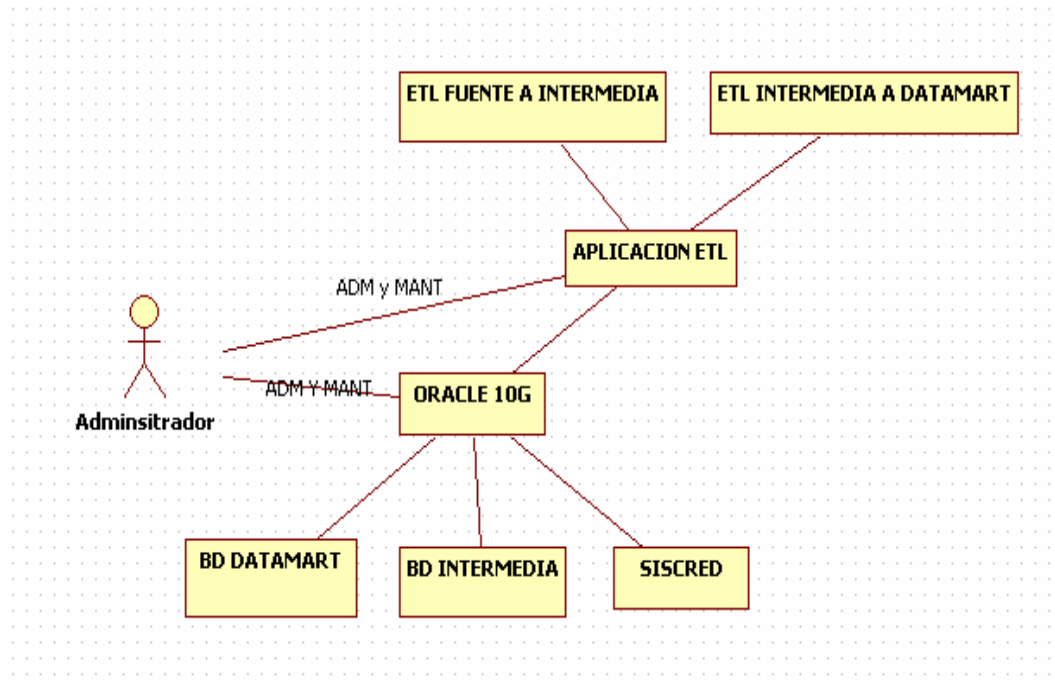 ETL FUENTE A INTERMEDIA
ETL INTERMEDIA A DATAMART
APLICACION ETL
ADM y MANT
ADM Y MANT
ORACLE 10G
Adminsitrador
BD DATAMART
BD INTERMEDIA
SISCRED